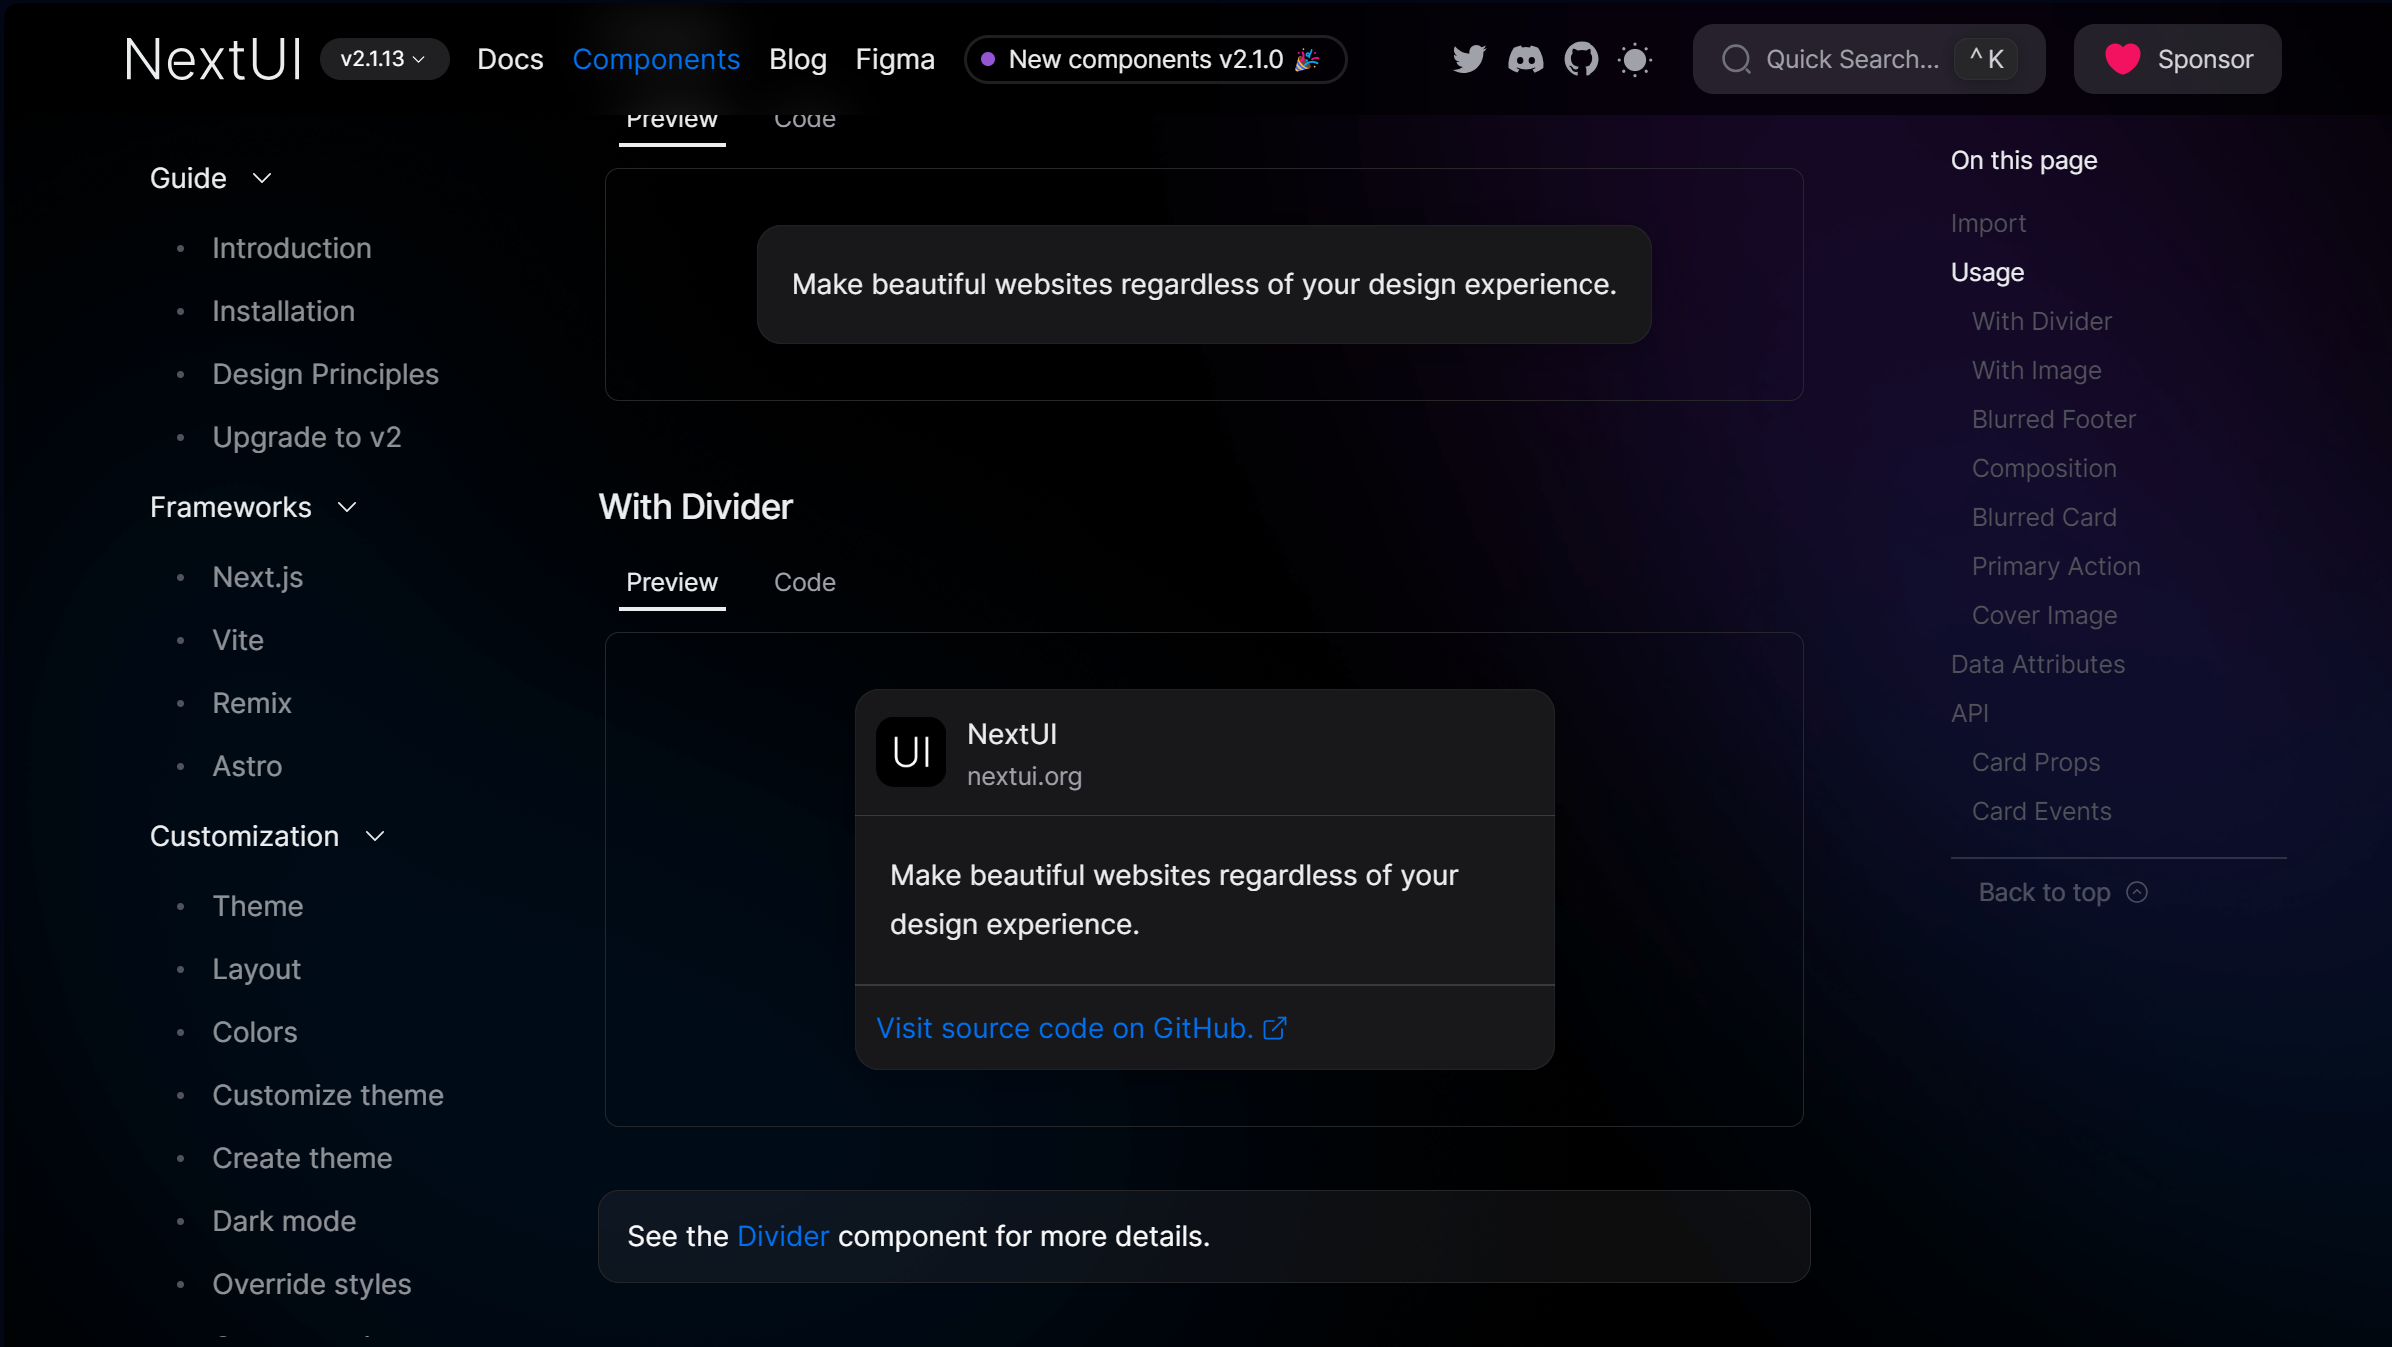 NextUI v2.1.13 Docs Components Blog Figma New components v2.1.0 🎉 Quick Search... ^ K Sponsor
Guide
Introduction
Installation
Design Principles
Upgrade to v2
Frameworks
Next.js
Vite
Remix
Astro
Customization
Theme
Layout
Colors
Customize theme
Create theme
Dark mode
Override styles
Preview Code
Make beautiful websites regardless of your design experience.
With Divider
Preview Code
UI
NextUI
nextui.org
Make beautiful websites regardless of your
design experience.
Visit source code on GitHub.
See the Divider component for more details.
On this page
Import
Usage
With Divider
With Image
Blurred Footer
Composition
Blurred Card
Primary Action
Cover Image
Data Attributes
API
Card Props
Card Events
Back to top